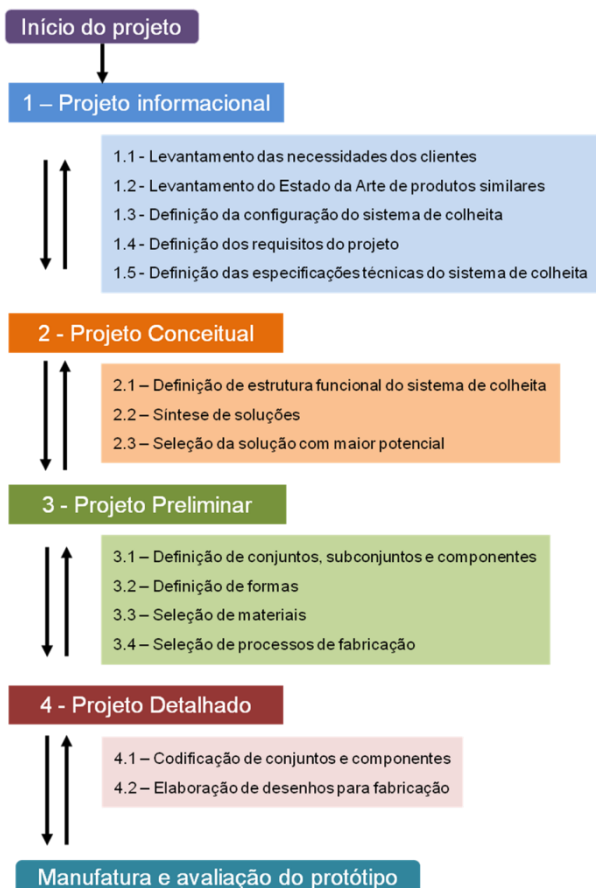 Início do projeto
1 – Projeto informacional
1.1 - Levantamento das necessidades dos clientes
1.2 - Levantamento do Estado da Arte de produtos similares
1.3 - Definição da configuração do sistema de colheita
1.4 - Definição dos requisitos do projeto
1.5 - Definição das especificações técnicas do sistema de colheita
2 - Projeto Conceitual
2.1 – Definição de estrutura funcional do sistema de colheita
2.2 – Síntese de soluções
2.3 – Seleção da solução com maior potencial
3 - Projeto Preliminar
3.1 – Definição de conjuntos, subconjuntos e componentes
3.2 – Definição de formas
3.3 – Seleção de materiais
3.4 – Seleção de processos de fabricação
4 - Projeto Detalhado
4.1 – Codificação de conjuntos e componentes
4.2 – Elaboração de desenhos para fabricação
Manufatura e avaliação do protótipo